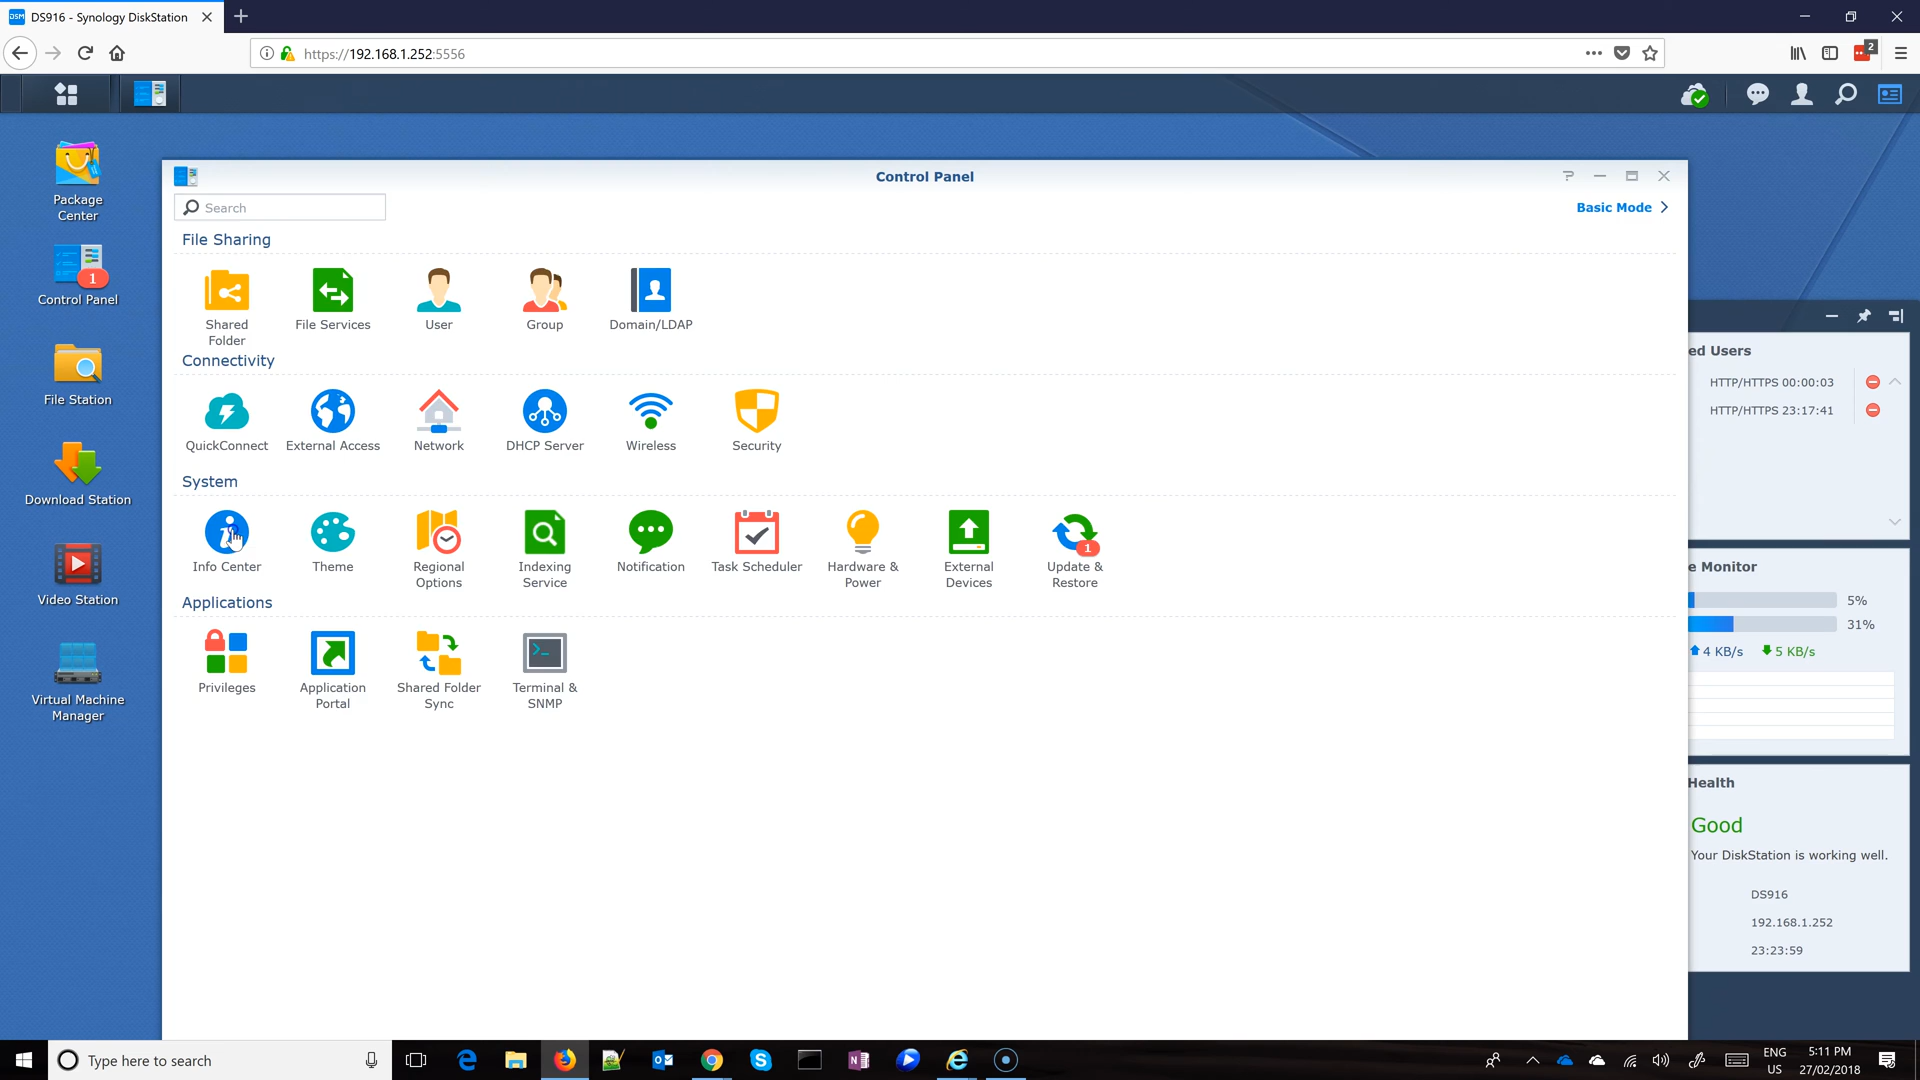 DSM DS916 - Synology DiskStation
https://192.168.1.252:5556
2
Package
Center
1
Control Panel
File Station
Download Station
Video Station
Virtual Machine
Manager
Control Panel
Search
Basic Mode
File Sharing
Shared
Folder
File Services
User
Group
Domain/LDAP
Connectivity
QuickConnect
External Access
Network
DHCP Server
Wireless
Security
System
Info Center
Theme
Regional
Options
Indexing
Service
Notification
Task Scheduler
Hardware &
Power
External
Devices
1
Update &
Restore
Applications
Privileges
Application
Portal
Shared Folder
Sync
Terminal &
SNMP
ed Users
HTTP/HTTPS 00:00:03
HTTP/HTTPS 23:17:41
e Monitor
5%
31%
4 KB/s 5 KB/s
Health
Good
Your DiskStation is working well.
DS916
192.168.1.252
23:23:59
Type here to search
ENG
US
5:11 PM
27/02/2018